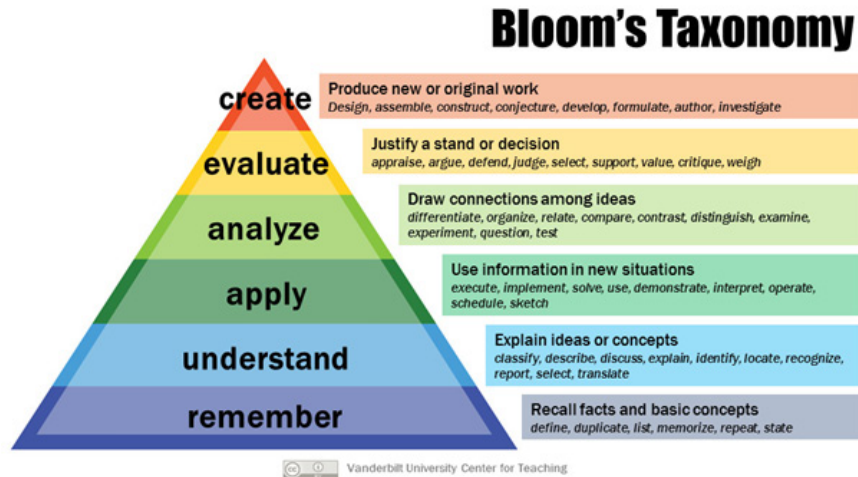 Bloom's Taxonomy
create
Produce new or original work
Design, assemble, construct, conjecture, develop, formulate, author, investigate
evaluate
Justify a stand or decision
appraise, argue, defend, judge, select, support, value, critique, weigh
analyze
Draw connections among ideas
differentiate, organize, relate, compare, contrast, distinguish, examine,
experiment, question, test
apply
Use information in new situations
execute, implement, solve, use, demonstrate, interpret, operate,
schedule, sketch
understand
Explain ideas or concepts
classify, describe, discuss, explain, identify, locate, recognize,
report, select, translate
remember
Recall facts and basic concepts
define, duplicate, list, memorize, repeat, state
cc
Vanderbilt University Center for Teaching